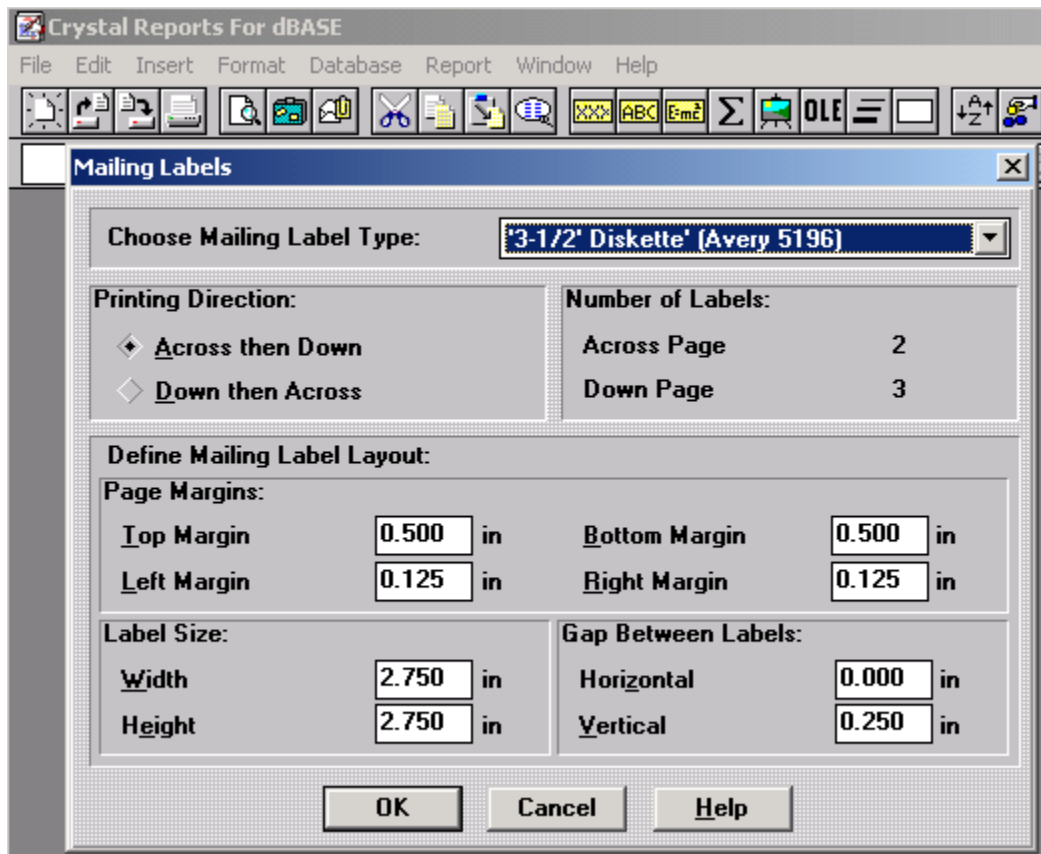 Crystal Reports For dBASE
File Edit Insert Format Database Report Window Help
XXX ABC E=mc² Σ OLE A Z
Mailing Labels
Choose Mailing Label Type: '3-1/2' Diskette' (Avery 5196)
Printing Direction: Number of Labels:
Across then Down Across Page 2
Down then Across Down Page 3
Define Mailing Label Layout:
Page Margins:
Top Margin 0.500 in Bottom Margin 0.500 in
Left Margin 0.125 in Right Margin 0.125 in
Label Size: Gap Between Labels:
Width 2.750 in Horizontal 0.000 in
Height 2.750 in Vertical 0.250 in
OK Cancel Help